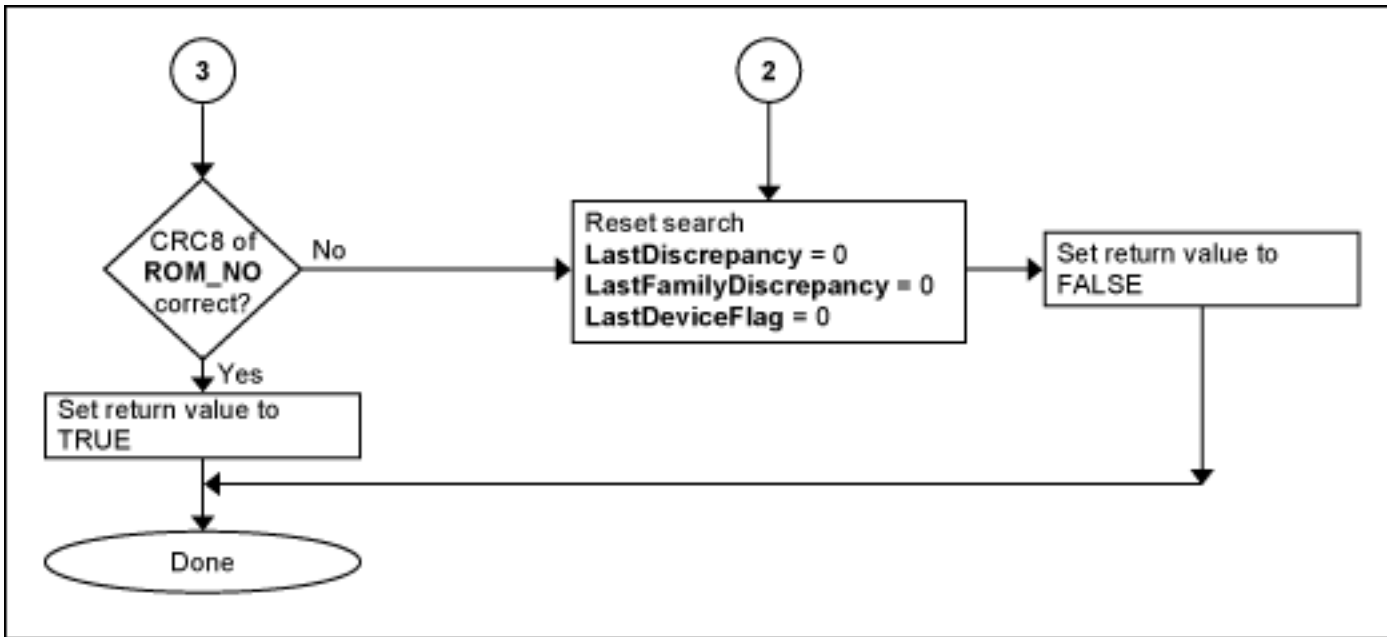 3
2
CRC8 of
ROM_NO
correct?
No
Reset search
LastDiscrepancy = 0
LastFamilyDiscrepancy = 0
LastDeviceFlag = 0
Set return value to
FALSE
Yes
Set return value to
TRUE
Done